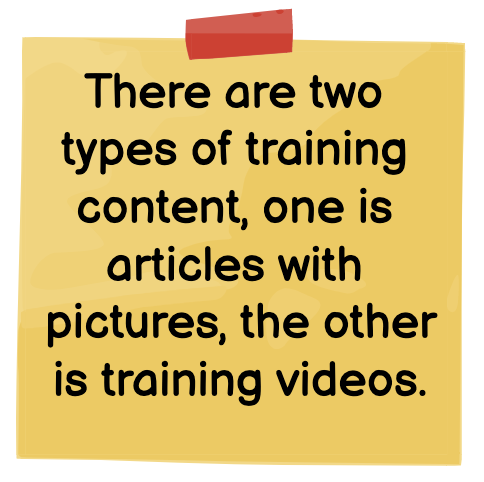 There are two
types of training
content, one is
articles with
pictures, the other
is training videos.